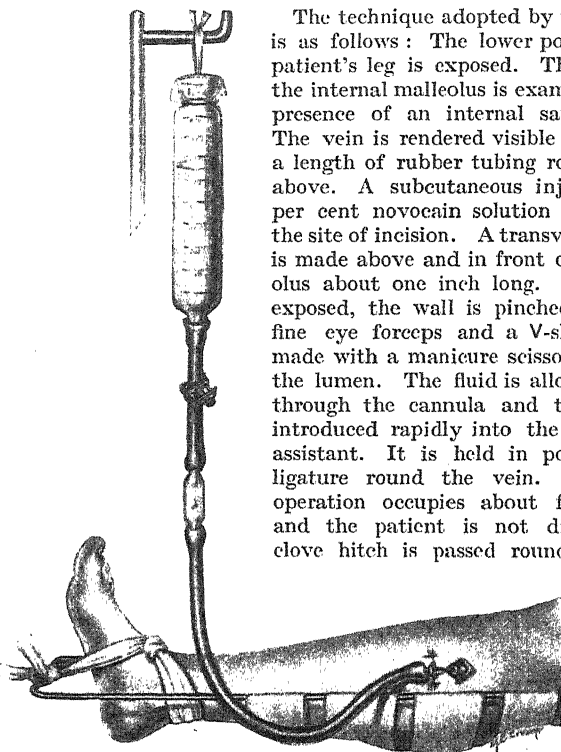 The technique adopted by
is as follows : The lower po
patient's leg is exposed. Th
the internal malleolus is exam
presence of an internal sa
The vein is rendered visible
a length of rubber tubing ro
above. A subcutaneous inj
per cent novocain solution
the site of incision. A transv
is made above and in front o
olus about one inch long.
exposed, the wall is pinche
fine eye forceps and a V-s
made with a manicure scisso
the lumen. The fluid is allo
through the cannula and t
introduced rapidly into the
assistant. It is held in po
ligature round the vein.
operation occupies about f
and the patient is not d
clove hitch is passed roun